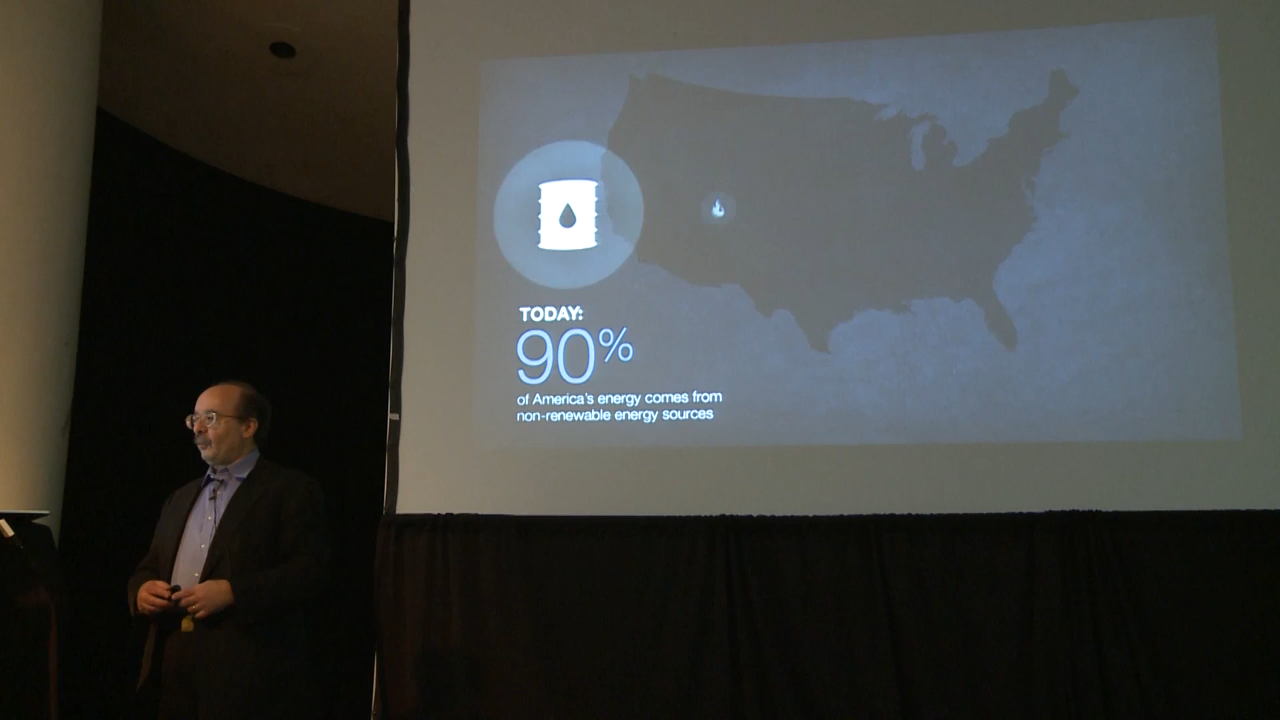 TODAY:
90%
of America's energy comes from
non-renewable energy sources